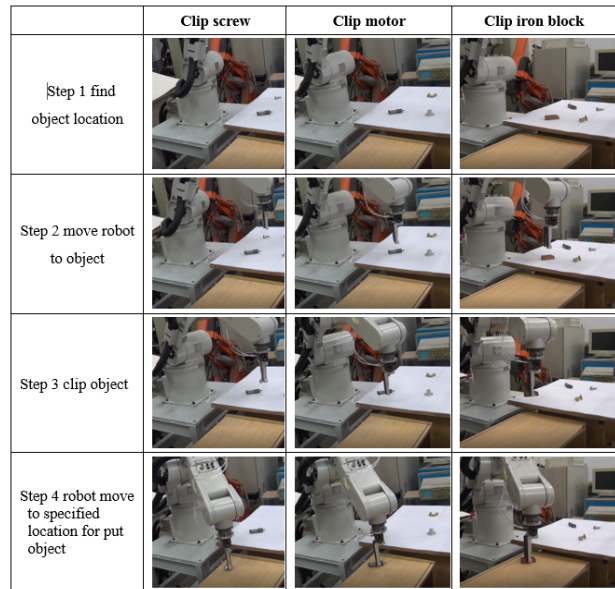 Clip screw
Clip motor
Clip iron block
Step 1 find
object location
Step 2 move robot
to object
Step 3 clip object
Step 4 robot move
to specified
location for put
object